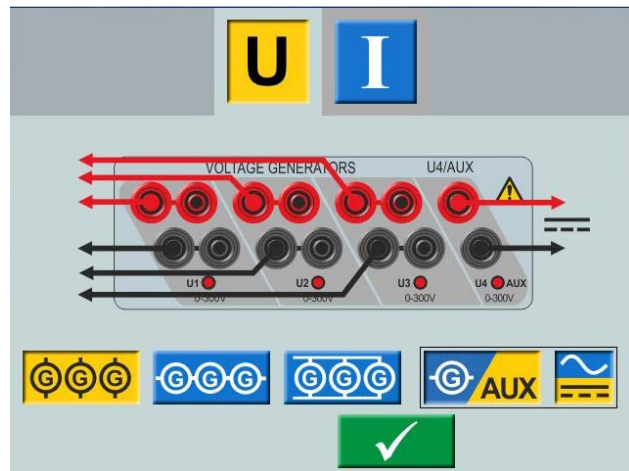 U I
VOLTAGE GENERATORS U4/AUX
U1 U2 U3 U4 AUX
0-300V 0-300V 0-300V 0-300V
G G G G G G G G G G AUX